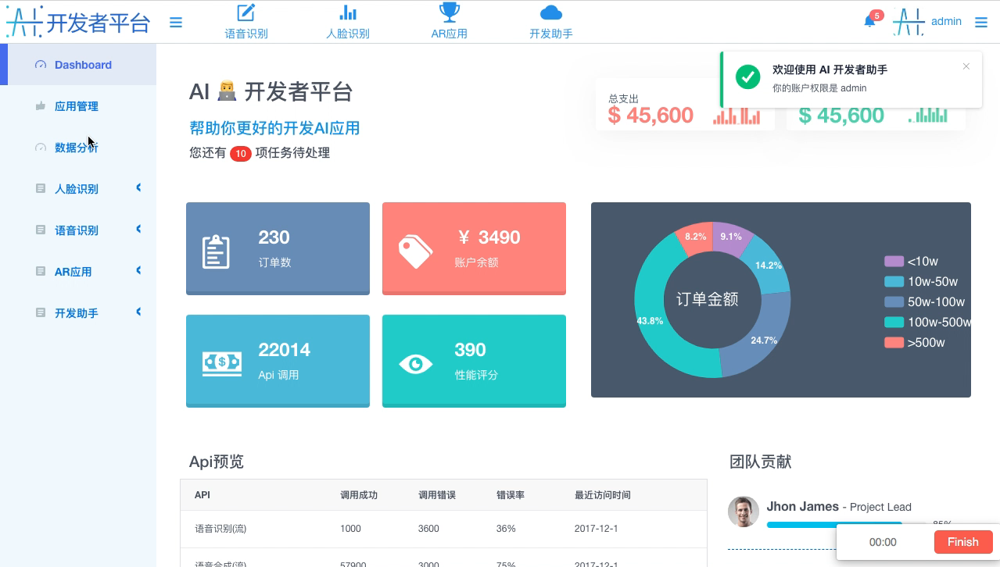 AI 开发者平台
语音识别
人脸识别
AR应用
开发助手
5
AI
admin
Dashboard
应用管理
数据分析
人脸识别
语音识别
AR应用
开发助手
AI 开发者平台
帮助你更好的开发AI应用
您还有 10 项任务待处理
总支出
$ 45,600
$ 45,600
欢迎使用 AI 开发者助手
你的账户权限是 admin
230
订单数
¥ 3490
账户余额
22014
Api 调用
390
性能评分
8.2%
9.1%
14.2%
24.7%
43.8%
订单金额
<10w
10w-50w
50w-100w
100w-500w
>500w
Api预览
API 调用成功 调用错误 错误率 最近访问时间
语音识别(流) 1000 3600 36% 2017-12-1
语音合成(流) 57900 3000 75% 2017-12-1
团队贡献
Jhon James - Project Lead
85%
00:00
Finish